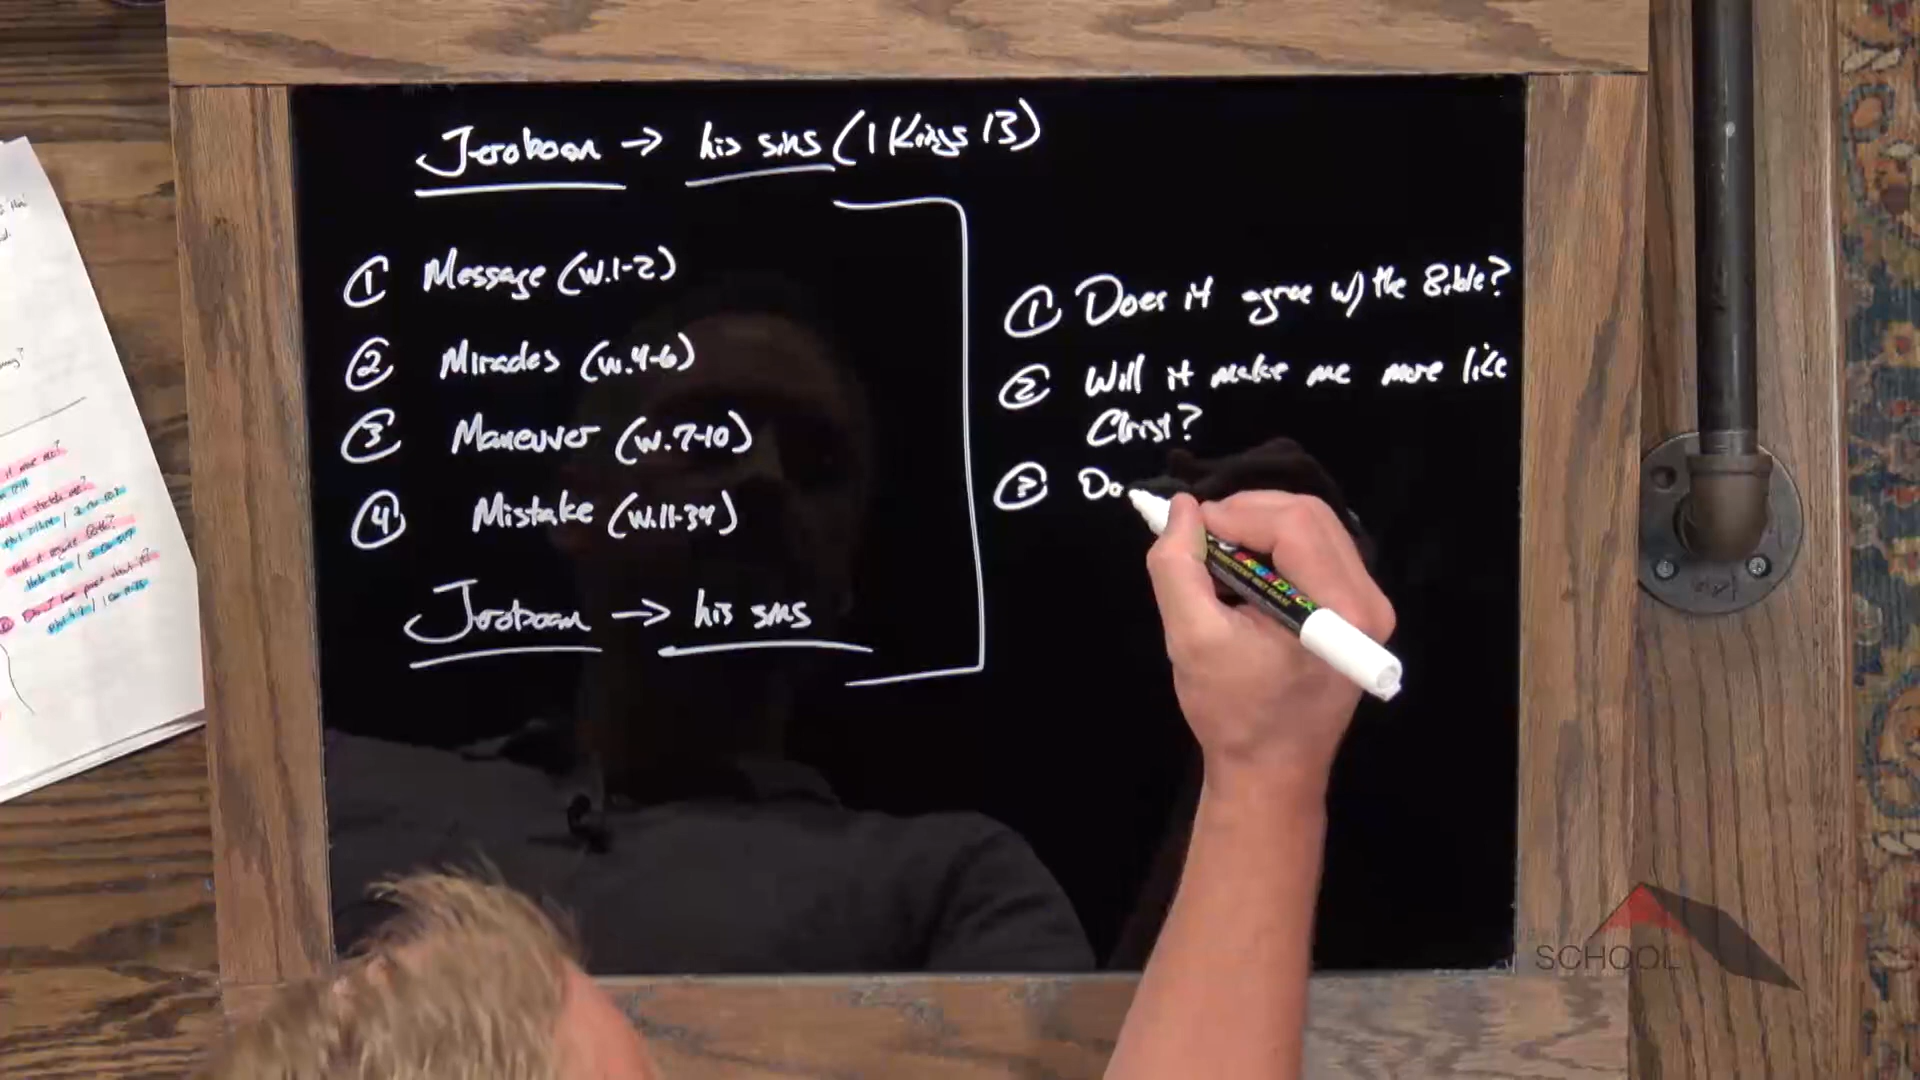 Jeroboam → his sins (1 Kings 13)
① Message (vv.1-2)
② Miracles (vv.4-6)
③ Maneuver (vv.7-10)
④ Mistake (vv.11-34)
Jeroboam → his sins
① Does it agree w/ the Bible?
② Will it make me more like
Christ?
③ Do
SCHOOL